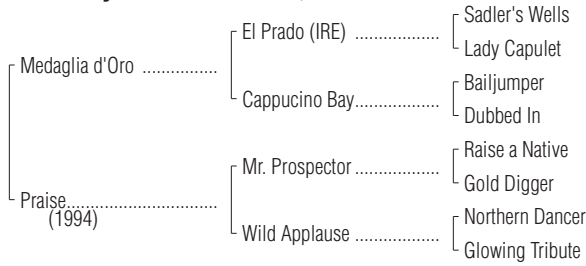 Sadler's Wells
El Prado (IRE) ..................
Lady Capulet
Medaglia d'Oro ................
Bailjumper
Cappucino Bay..................
Dubbed In
Raise a Native
Mr. Prospector ..................
Gold Digger
Praise................................
(1994)
Northern Dancer
Wild Applause ..................
Glowing Tribute